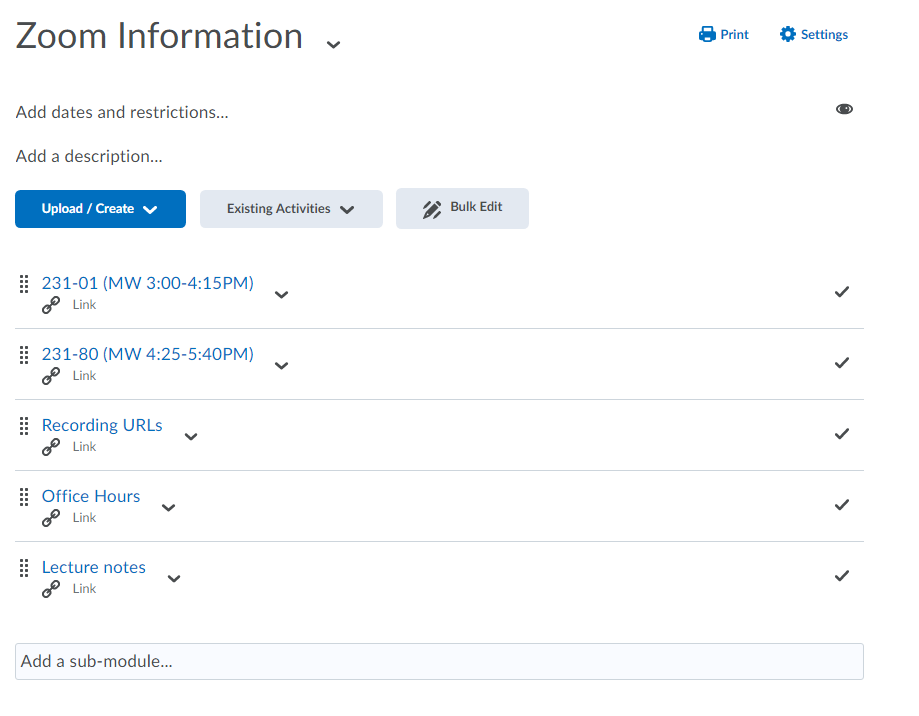 Zoom Information
Print
Settings
Add dates and restrictions...
Add a description...
Upload / Create
Existing Activities
Bulk Edit
231-01 (MW 3:00-4:15PM)
Link
231-80 (MW 4:25-5:40PM)
Link
Recording URLs
Link
Office Hours
Link
Lecture notes
Link
Add a sub-module...